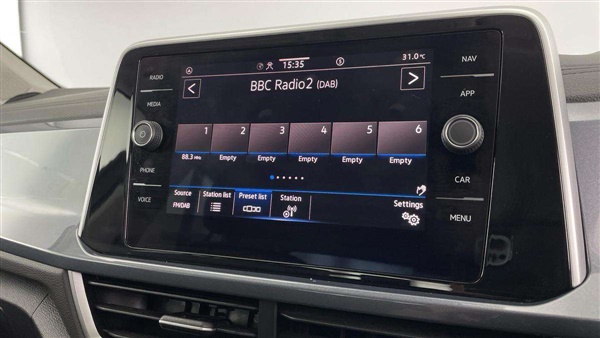 RADIO
MEDIA
PHONE
VOICE
15:35
31.0°C
< BBC Radio2 (DAB) >
1 2 3 4 5 6
88.3 MHz Empty Empty Empty Empty Empty
Source Station list Preset list Station Settings
FM/DAB
NAV
APP
CAR
MENU